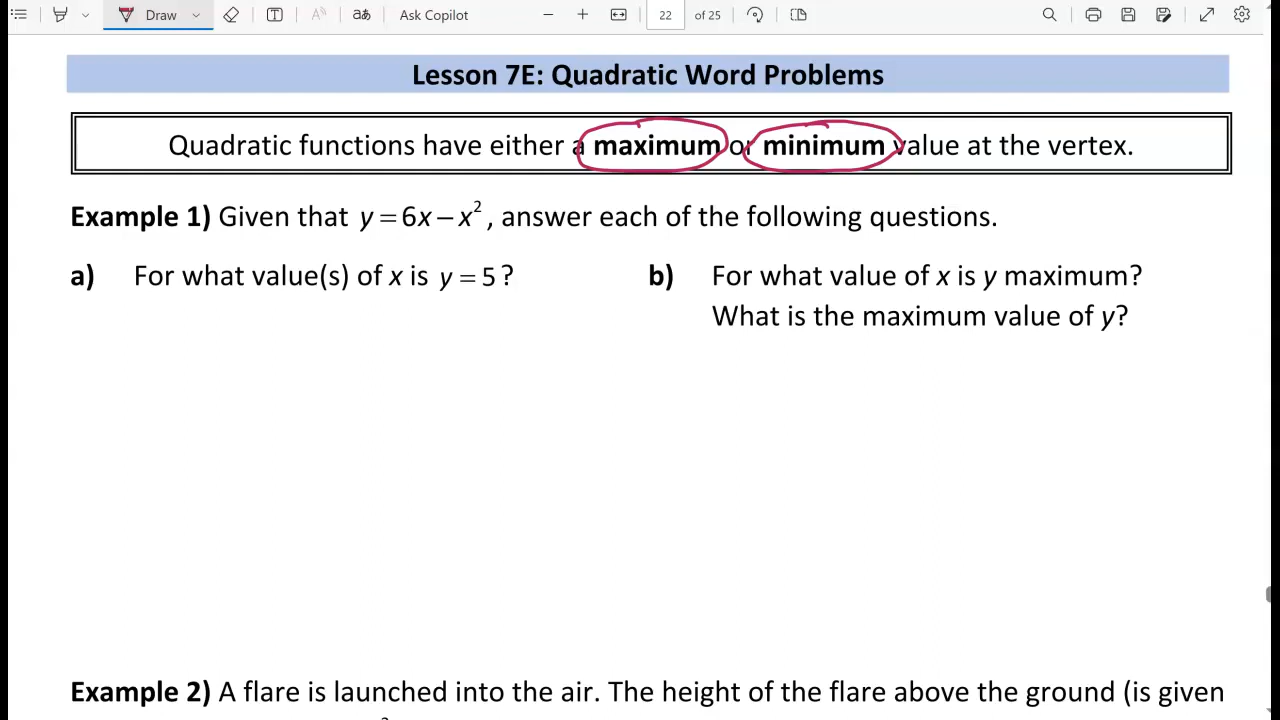 Draw
aあ
Ask Copilot
22 of 25
Lesson 7E: Quadratic Word Problems
Quadratic functions have either a maximum or minimum value at the vertex.
Example 1) Given that y = 6x – x², answer each of the following questions.
a) For what value(s) of x is y = 5 ?
b) For what value of x is y maximum?
What is the maximum value of y?
Example 2) A flare is launched into the air. The height of the flare above the ground (is given